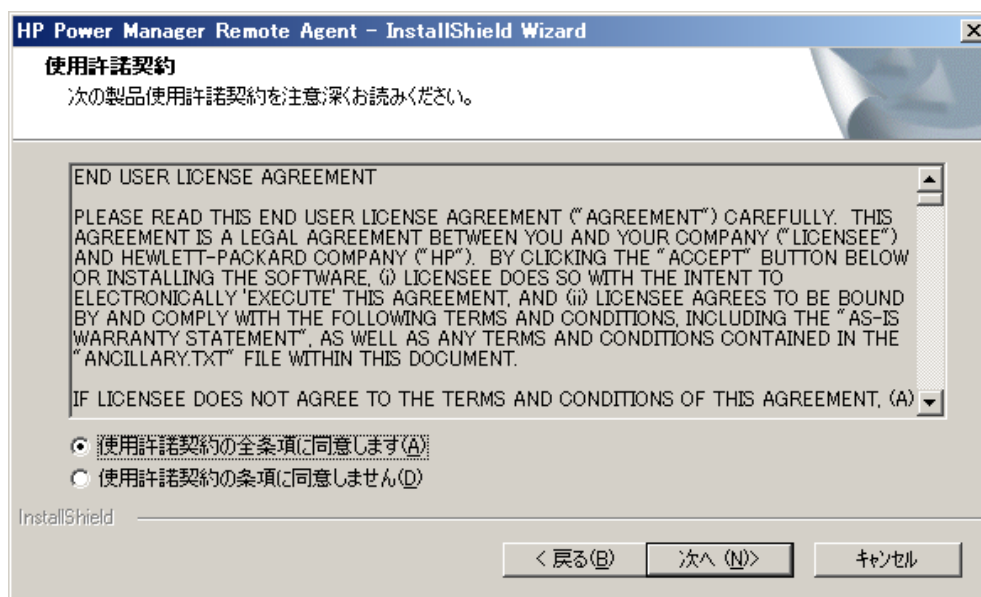 HP Power Manager Remote Agent - InstallShield Wizard
使用許諾契約
次の製品使用許諾契約を注意深くお読みください。
END USER LICENSE AGREEMENT
PLEASE READ THIS END USER LICENSE AGREEMENT ("AGREEMENT") CAREFULLY. THIS
AGREEMENT IS A LEGAL AGREEMENT BETWEEN YOU AND YOUR COMPANY ("LICENSEE")
AND HEWLETT-PACKARD COMPANY ("HP"). BY CLICKING THE "ACCEPT" BUTTON BELOW
OR INSTALLING THE SOFTWARE, (i) LICENSEE DOES SO WITH THE INTENT TO
ELECTRONICALLY 'EXECUTE' THIS AGREEMENT, AND (ii) LICENSEE AGREES TO BE BOUND
BY AND COMPLY WITH THE FOLLOWING TERMS AND CONDITIONS, INCLUDING THE "AS-IS
WARRANTY STATEMENT", AS WELL AS ANY TERMS AND CONDITIONS CONTAINED IN THE
"ANCILLARY.TXT" FILE WITHIN THIS DOCUMENT.
IF LICENSEE DOES NOT AGREE TO THE TERMS AND CONDITIONS OF THIS AGREEMENT, (A)
使用許諾契約の全条項に同意します(A)
使用許諾契約の条項に同意しません(D)
InstallShield
< 戻る(B) 次へ (N)> キャンセル